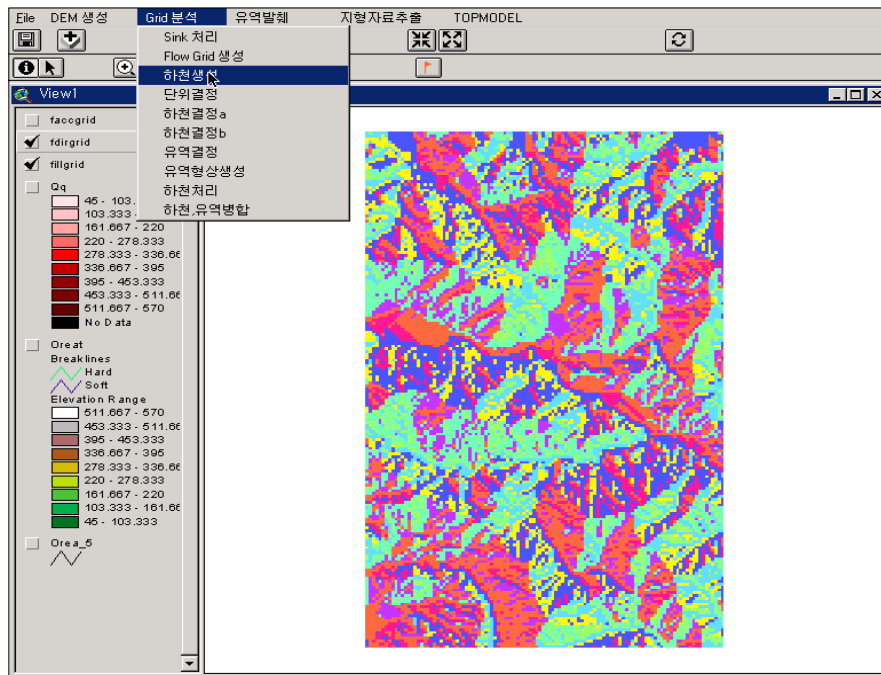 File DEM 생성 Grid 분석 유역발췌 지형자료추출 TOPMODEL
Sink 처리
Flow Grid 생성
하천생성
단위결정
하천결정a
하천결정b
유역결정
유역형상생성
하천처리
하천,유역병합
View1
faccgrid
fdirgrid
fillgrid
Qq
45 - 103.
103.333 -
161.667 - 220
220 - 278.333
278.333 - 336.66
336.667 - 395
395 - 453.333
453.333 - 511.66
511.667 - 570
No Data
Oreat
Breaklines
Hard
Soft
Elevation Range
511.667 - 570
453.333 - 511.66
395 - 453.333
336.667 - 395
278.333 - 336.66
220 - 278.333
161.667 - 220
103.333 - 161.66
45 - 103.333
Orea_5